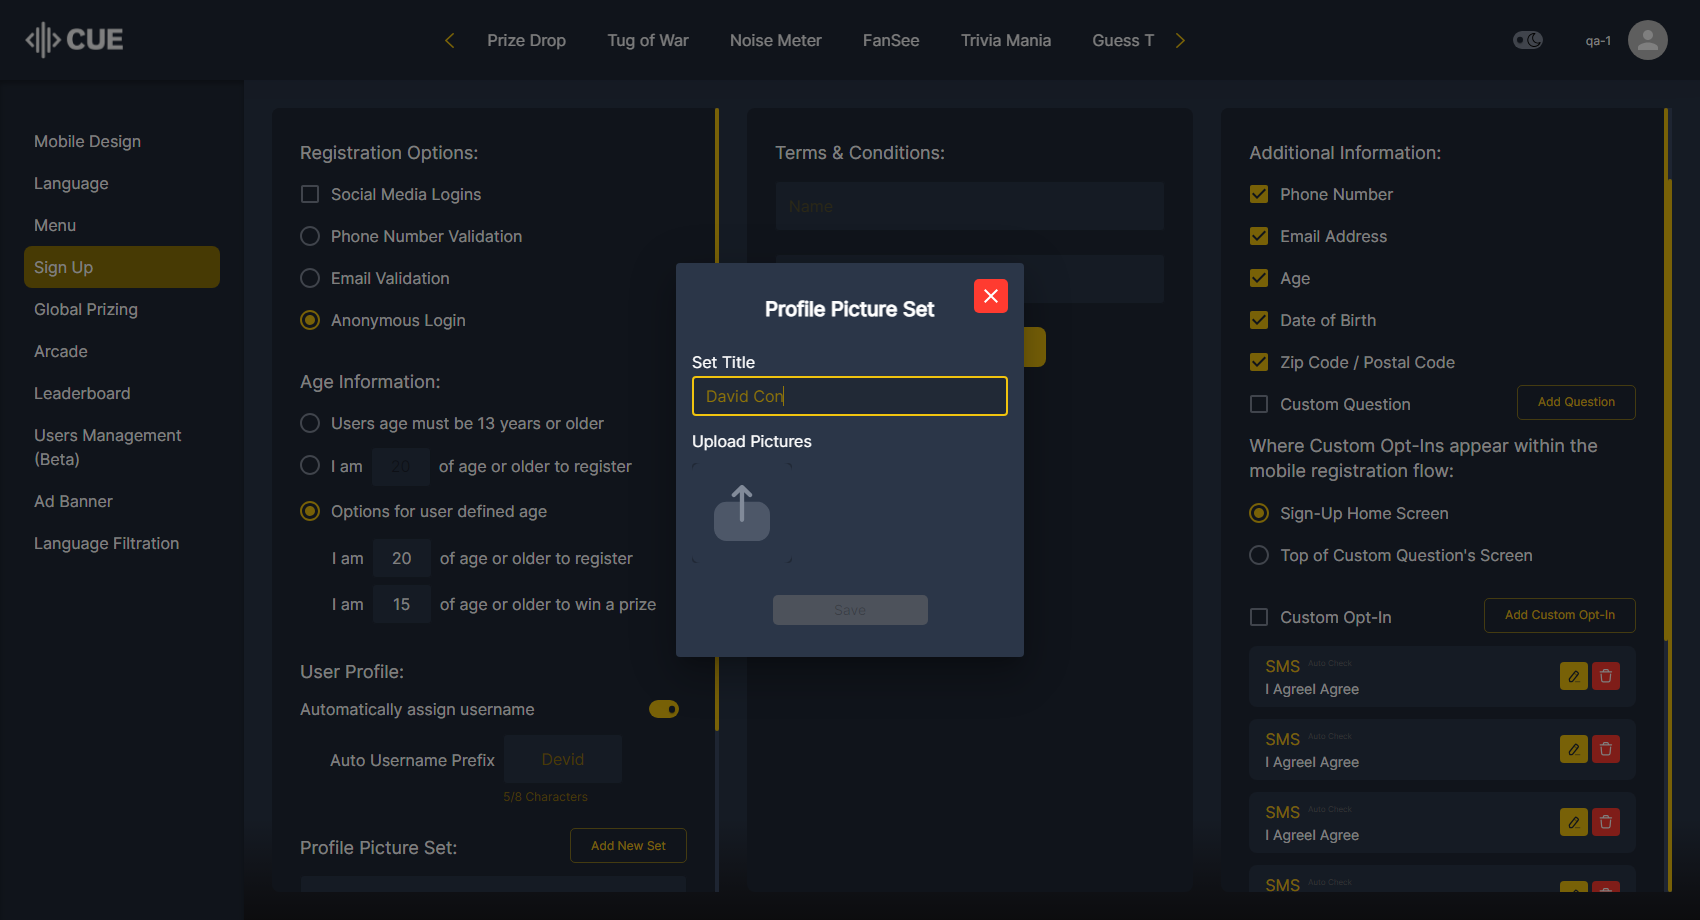 CUE
Prize Drop
Tug of War
Noise Meter
FanSee
Trivia Mania
Guess T
qa-1
Mobile Design
Language
Menu
Sign Up
Global Prizing
Arcade
Leaderboard
Users Management
(Beta)
Ad Banner
Language Filtration
Registration Options:
Social Media Logins
Phone Number Validation
Email Validation
Anonymous Login
Age Information:
Users age must be 13 years or older
I am 20 of age or older to register
Options for user defined age
I am 20 of age or older to register
I am 15 of age or older to win a prize
User Profile:
Automatically assign username
Auto Username Prefix Devid
5/8 Characters
Profile Picture Set:
Add New Set
Terms & Conditions:
Name
Profile Picture Set
Set Title
David Con
Upload Pictures
Save
Additional Information:
Phone Number
Email Address
Age
Date of Birth
Zip Code / Postal Code
Custom Question
Add Question
Where Custom Opt-Ins appear within the
mobile registration flow:
Sign-Up Home Screen
Top of Custom Question's Screen
Custom Opt-In
Add Custom Opt-In
SMS Auto Check
I AgreeI Agree
SMS Auto Check
I AgreeI Agree
SMS Auto Check
I AgreeI Agree
SMS Auto Check